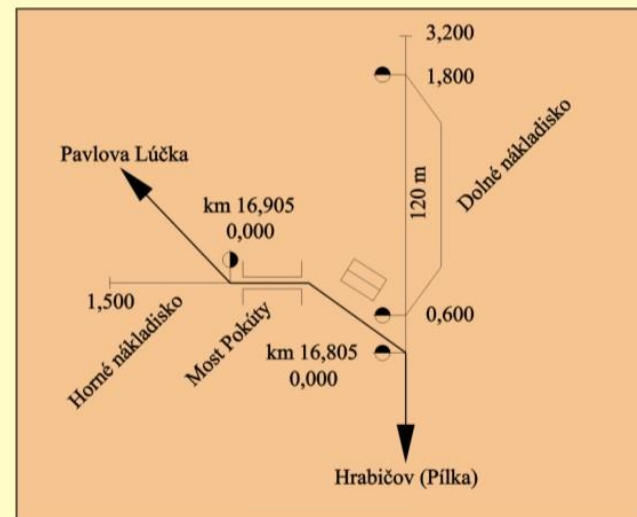 3,200
1,800
Pavlova Lúčka
Dolné nákladisko
120 m
km 16,905
0,000
1,500
0,600
Horné nákladisko
Most Pokúty
km 16,805
0,000
Hrabičov (Pílka)